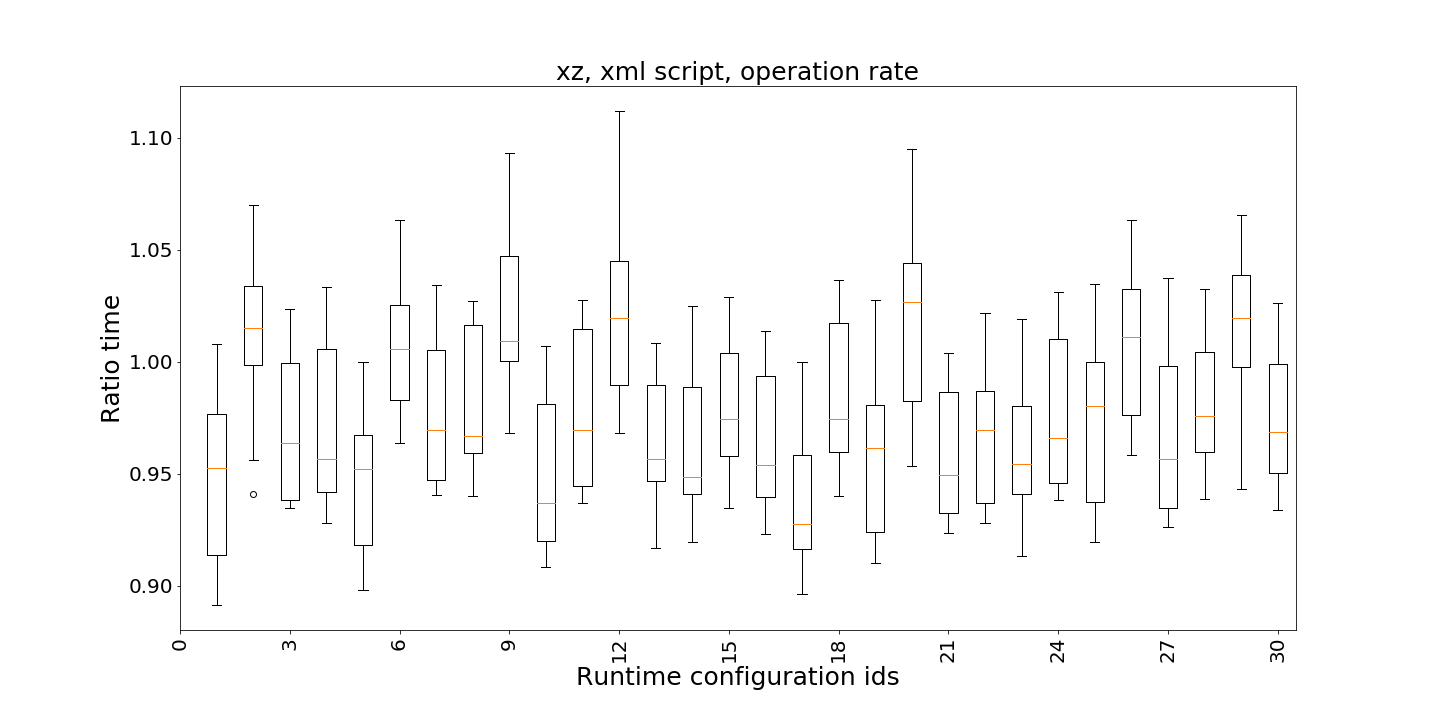 xz, xml script, operation rate
1.10
1.05
1.00
0.95
0.90
Ratio time
0 3 6 9 12 15 18 21 24 27 30
Runtime configuration ids